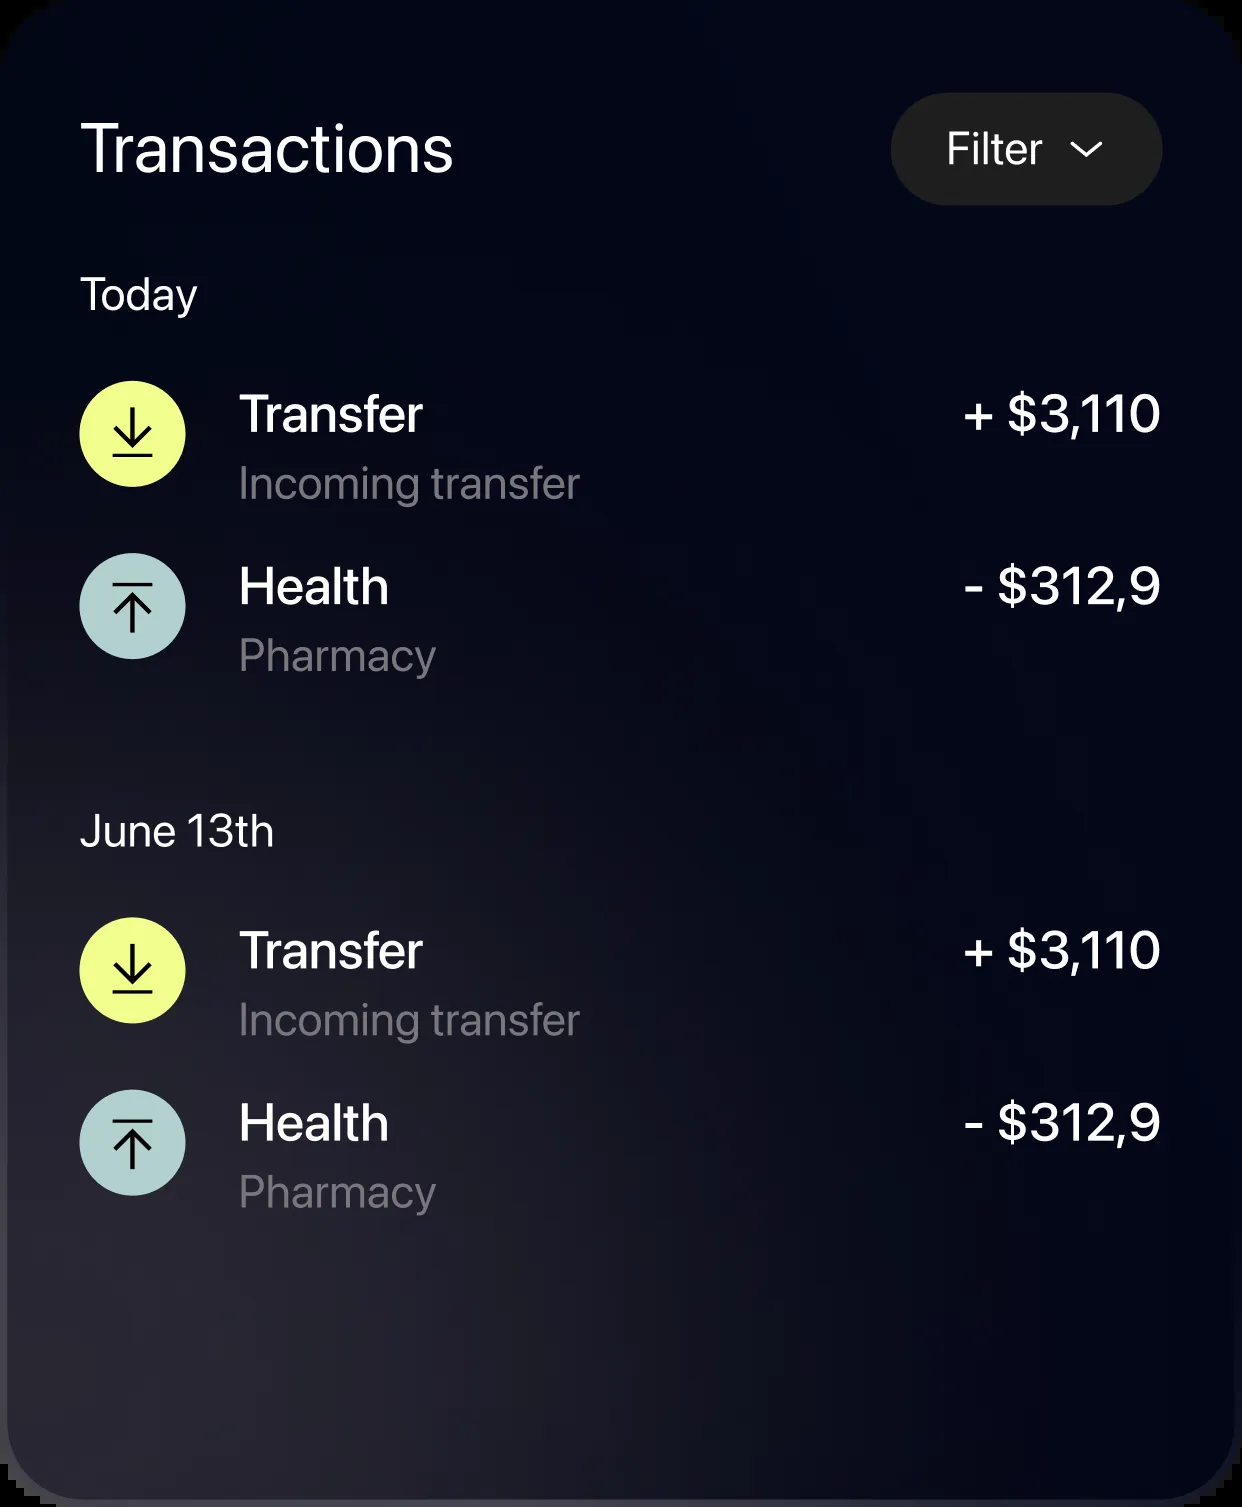 Transactions
Filter
Today
Transfer
+ $3,110
Incoming transfer
Health
- $312,9
Pharmacy
June 13th
Transfer
+ $3,110
Incoming transfer
Health
- $312,9
Pharmacy